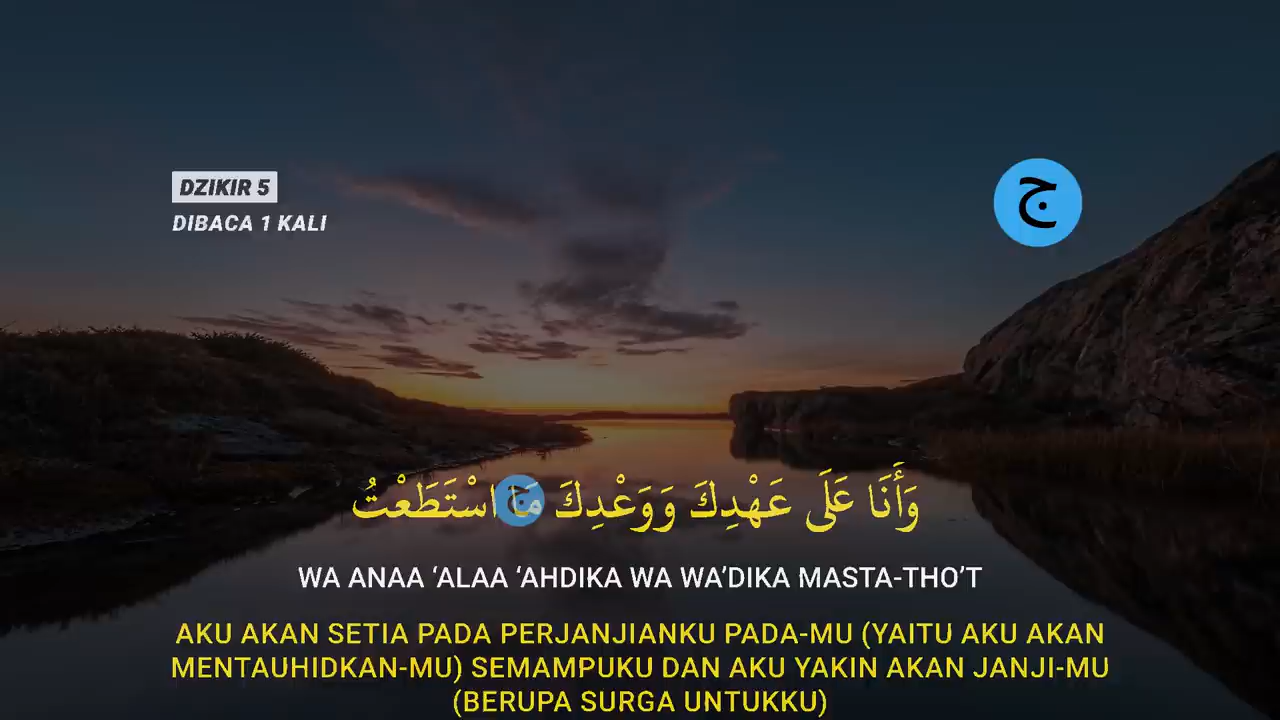 DZIKIR 5
DIBACA 1 KALI
ج
وَأَنَا عَلَى عَهْدِكَ وَوَعْدِكَ مَا اسْتَطَعْتُ
ج
WA ANAA ‘ALAA ‘AHDIKA WA WA’DIKA MASTA-THO’T
AKU AKAN SETIA PADA PERJANJIANKU PADA-MU (YAITU AKU AKAN
MENTAUHIDKAN-MU) SEMAMPUKU DAN AKU YAKIN AKAN JANJI-MU
(BERUPA SURGA UNTUKKU)